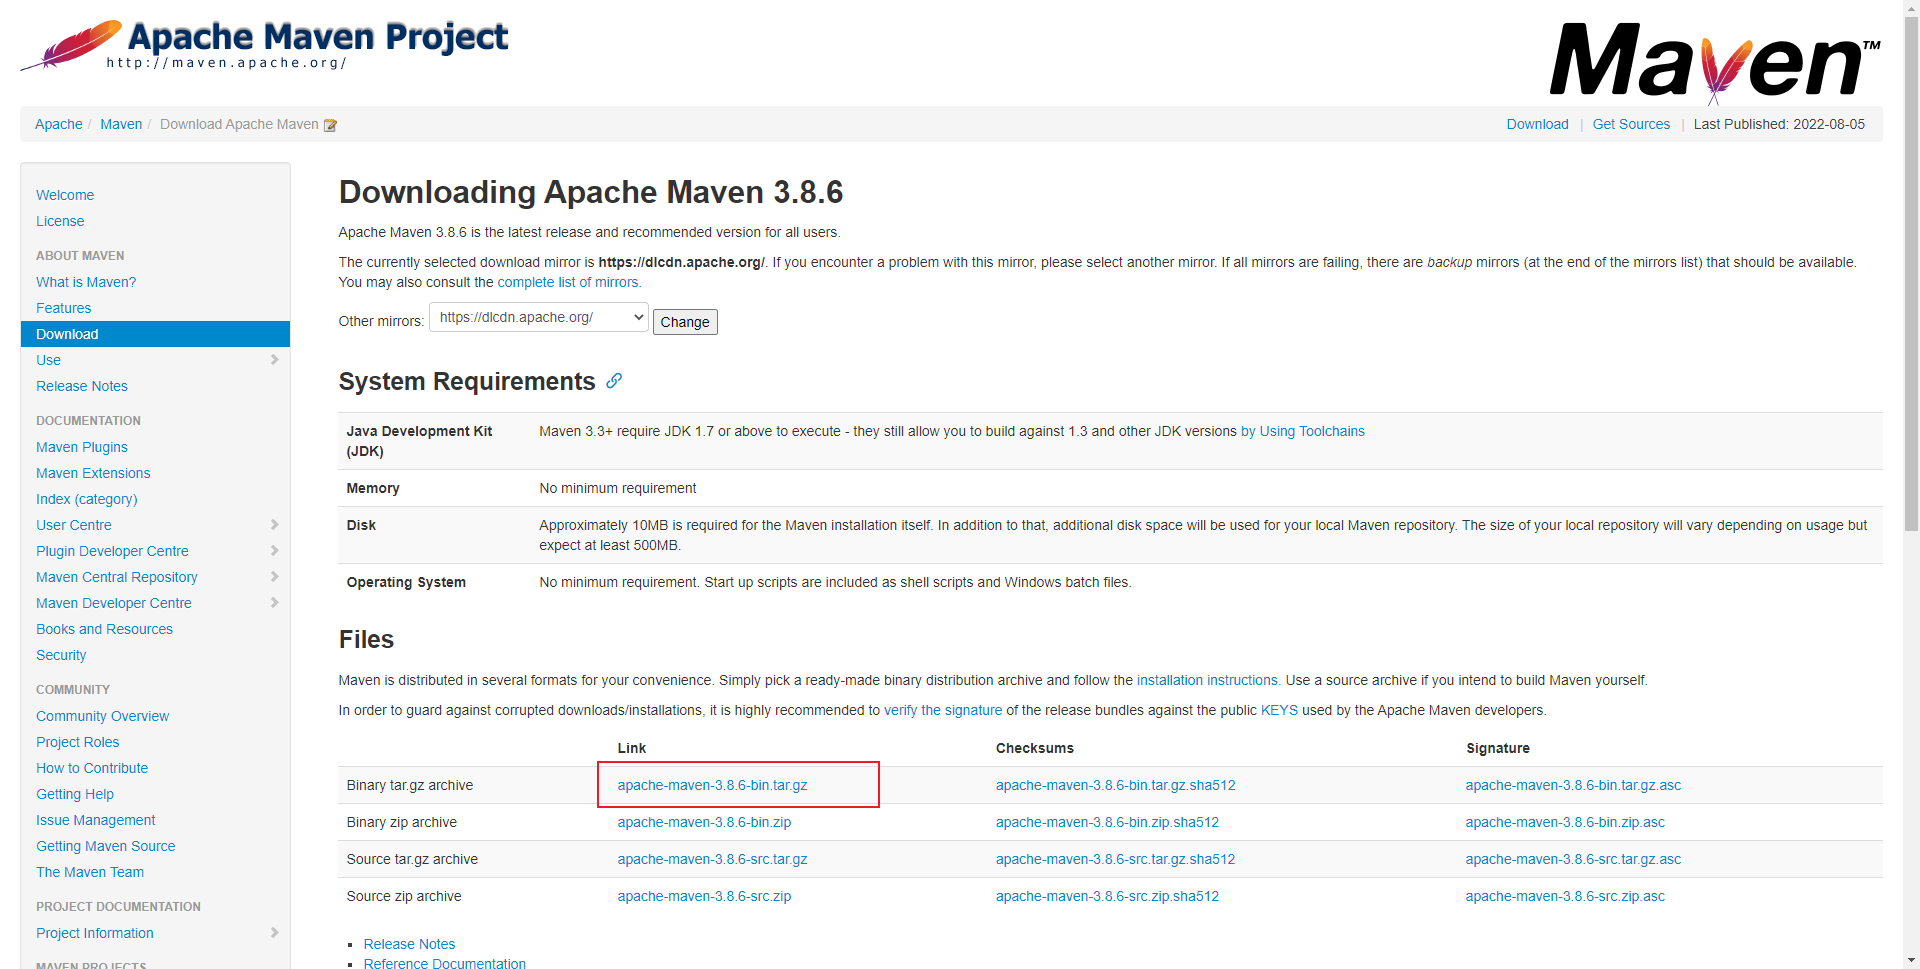 Apache Maven Project
http://maven.apache.org/
Maven™
Apache / Maven / Download Apache Maven
Download | Get Sources | Last Published: 2022-08-05
Welcome
License
ABOUT MAVEN
What is Maven?
Features
Download
Use
Release Notes
DOCUMENTATION
Maven Plugins
Maven Extensions
Index (category)
User Centre
Plugin Developer Centre
Maven Central Repository
Maven Developer Centre
Books and Resources
Security
COMMUNITY
Community Overview
Project Roles
How to Contribute
Getting Help
Issue Management
Getting Maven Source
The Maven Team
PROJECT DOCUMENTATION
Project Information
MAVEN PROJECTS
Downloading Apache Maven 3.8.6
Apache Maven 3.8.6 is the latest release and recommended version for all users.
The currently selected download mirror is https://dlcdn.apache.org/. If you encounter a problem with this mirror, please select another mirror. If all mirrors are failing, there are backup mirrors (at the end of the mirrors list) that should be available.
You may also consult the complete list of mirrors.
Other mirrors: https://dlcdn.apache.org/ Change
System Requirements
Java Development Kit Maven 3.3+ require JDK 1.7 or above to execute - they still allow you to build against 1.3 and other JDK versions by Using Toolchains
(JDK)
Memory No minimum requirement
Disk Approximately 10MB is required for the Maven installation itself. In addition to that, additional disk space will be used for your local Maven repository. The size of your local repository will vary depending on usage but
expect at least 500MB.
Operating System No minimum requirement. Start up scripts are included as shell scripts and Windows batch files.
Files
Maven is distributed in several formats for your convenience. Simply pick a ready-made binary distribution archive and follow the installation instructions. Use a source archive if you intend to build Maven yourself.
In order to guard against corrupted downloads/installations, it is highly recommended to verify the signature of the release bundles against the public KEYS used by the Apache Maven developers.
Link Checksums Signature
Binary tar.gz archive apache-maven-3.8.6-bin.tar.gz apache-maven-3.8.6-bin.tar.gz.sha512 apache-maven-3.8.6-bin.tar.gz.asc
Binary zip archive apache-maven-3.8.6-bin.zip apache-maven-3.8.6-bin.zip.sha512 apache-maven-3.8.6-bin.zip.asc
Source tar.gz archive apache-maven-3.8.6-src.tar.gz apache-maven-3.8.6-src.tar.gz.sha512 apache-maven-3.8.6-src.tar.gz.asc
Source zip archive apache-maven-3.8.6-src.zip apache-maven-3.8.6-src.zip.sha512 apache-maven-3.8.6-src.zip.asc
Release Notes
Reference Documentation